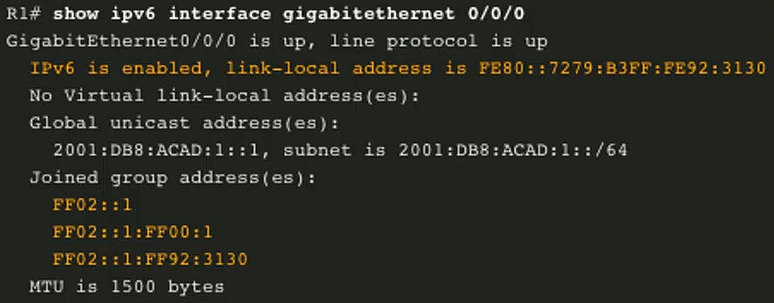 R1# show ipv6 interface gigabitethernet 0/0/0
GigabitEthernet0/0/0 is up, line protocol is up
IPv6 is enabled, link-local address is FE80::7279:B3FF:FE92:3130
No Virtual link-local address(es):
Global unicast address(es):
2001:DB8:ACAD:1::1, subnet is 2001:DB8:ACAD:1::/64
Joined group address(es):
FF02::1
FF02::1:FF00:1
FF02::1:FF92:3130
MTU is 1500 bytes